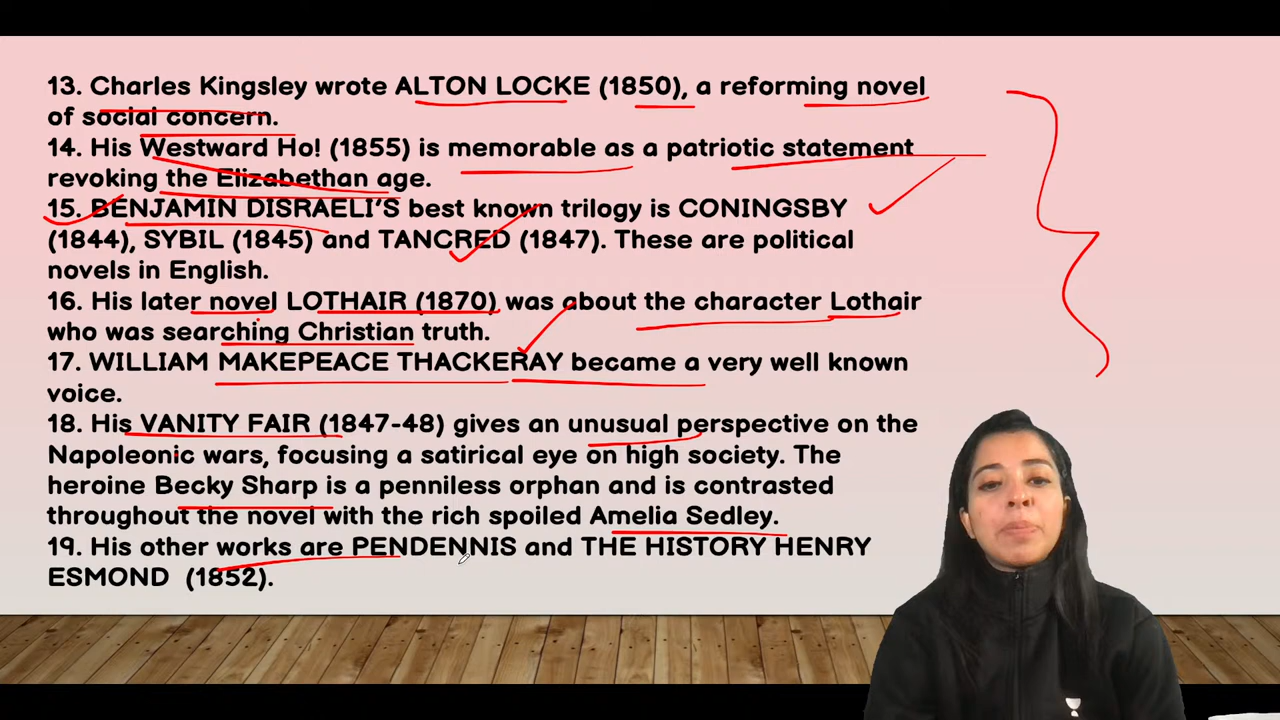 13. Charles Kingsley wrote ALTON LOCKE (1850), a reforming novel
of social concern.
14. His Westward Ho! (1855) is memorable as a patriotic statement
revoking the Elizabethan age.
15. BENJAMIN DISRAELI'S best known trilogy is CONINGSBY
(1844), SYBIL (1845) and TANCRED (1847). These are political
novels in English.
16. His later novel LOTHAIR (1870) was about the character Lothair
who was searching Christian truth.
17. WILLIAM MAKEPEACE THACKERAY became a very well known
voice.
18. His VANITY FAIR (1847-48) gives an unusual perspective on the
Napoleonic wars, focusing a satirical eye on high society. The
heroine Becky Sharp is a penniless orphan and is contrasted
throughout the novel with the rich spoiled Amelia Sedley.
19. His other works are PENDENNIS and THE HISTORY HENRY
ESMOND (1852).